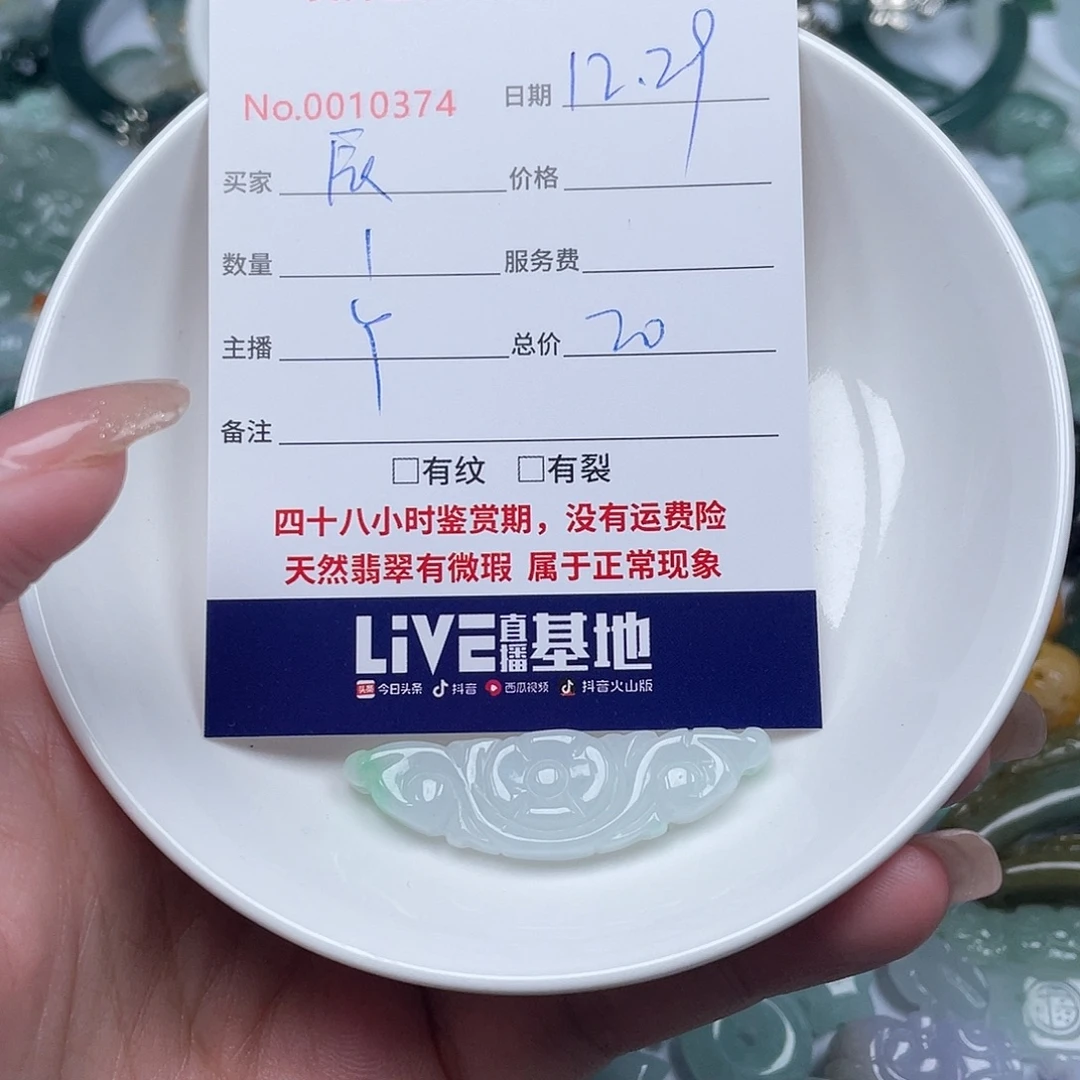 No.0010374 日期 12.29
买家 辰 价格
数量 1 服务费
主播 丫 总价 20
备注
□有纹 □有裂
四十八小时鉴赏期，没有运费险
天然翡翠有微瑕 属于正常现象
LiVE直播基地
头条 今日头条 抖音 西瓜视频 抖音火山版